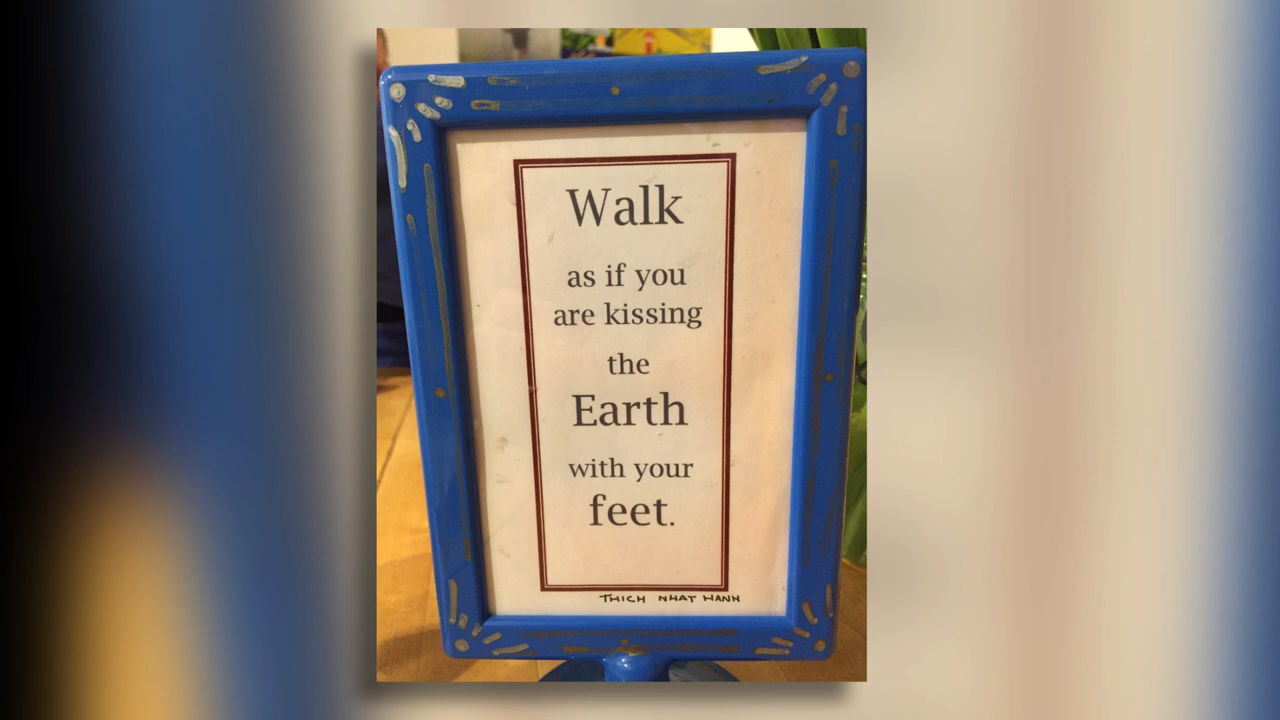 Walk
as if you
are kissing
the
Earth
with your
feet.
THICH NHAT HANH